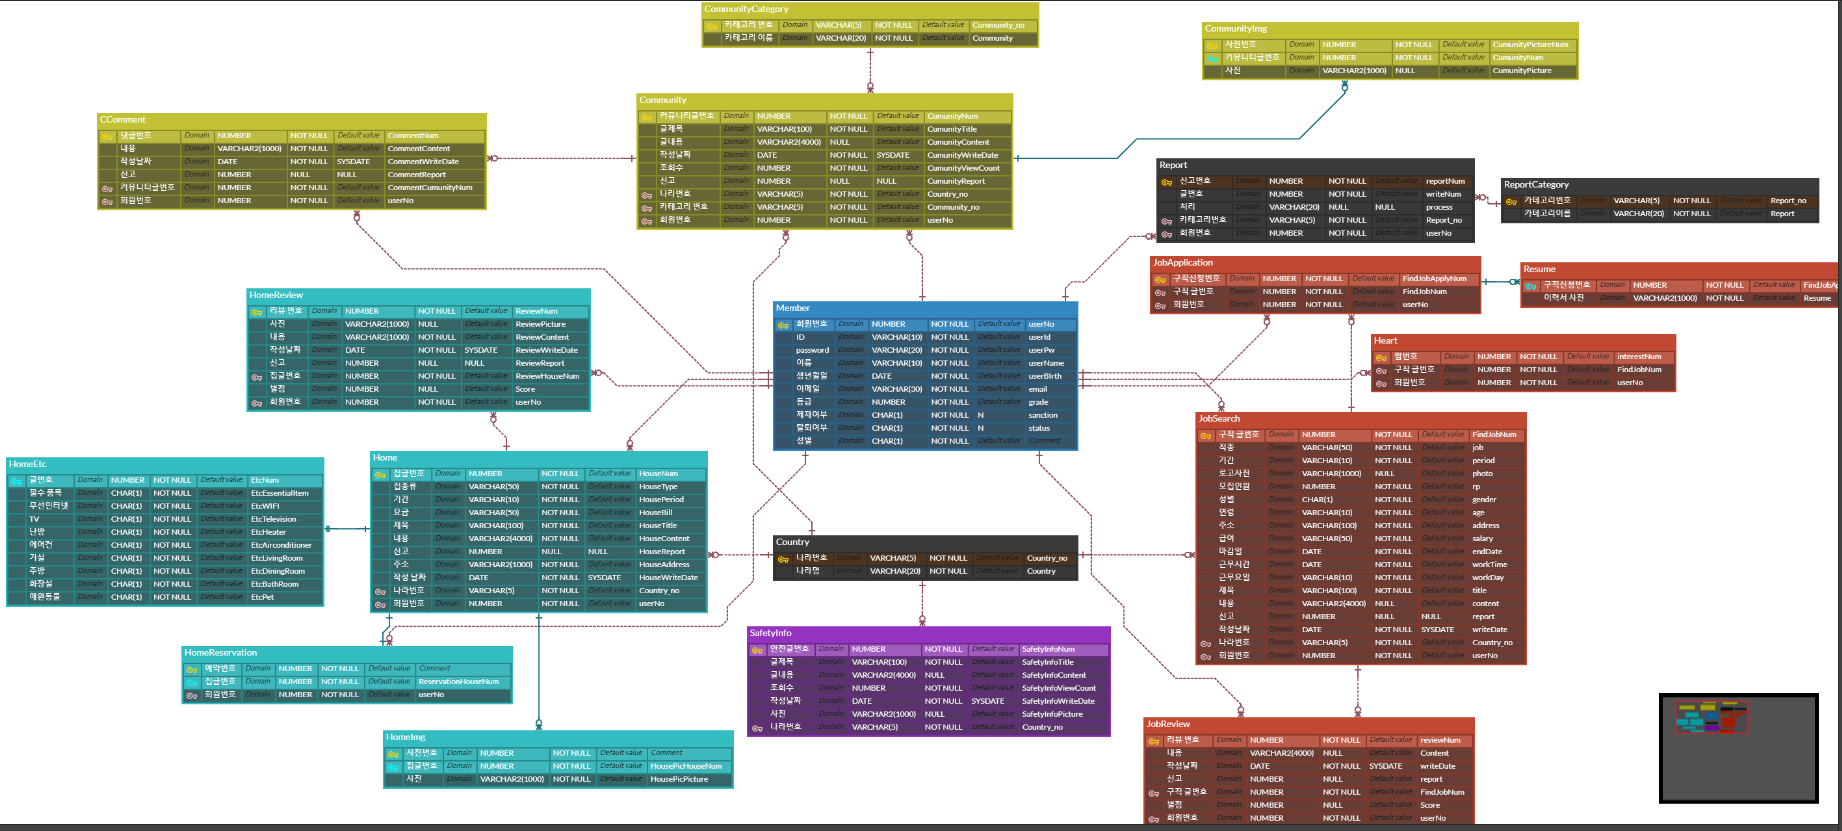 CommunityCategory
카테고리 번호 Domain VARCHAR(5) NOT NULL Default value Community_no
카테고리 이름 Domain VARCHAR(20) NOT NULL Default value Community
CommunityImg
사진번호 Domain NUMBER NOT NULL Default value CumunityPictureNum
커뮤니티글번호 Domain NUMBER NOT NULL Default value CumunityNum
사진 Domain VARCHAR2(1000) NULL Default value CumunityPicture
Community
커뮤니티글번호 Domain NUMBER NOT NULL Default value CumunityNum
글제목 Domain VARCHAR(100) NOT NULL Default value CumunityTitle
글내용 Domain VARCHAR2(4000) NULL Default value CumunityContent
작성날짜 Domain DATE NOT NULL SYSDATE CumunityWriteDate
조회수 Domain NUMBER NOT NULL Default value CumunityViewCount
신고 Domain NUMBER NULL NULL CumunityReport
나라번호 Domain VARCHAR(5) NOT NULL Default value Country_no
카테고리 번호 Domain VARCHAR(5) NOT NULL Default value Community_no
회원번호 Domain NUMBER NOT NULL Default value userNo
CComment
댓글번호 Domain NUMBER NOT NULL Default value CommentNum
내용 Domain VARCHAR2(1000) NOT NULL Default value CommentContent
작성날짜 Domain DATE NOT NULL SYSDATE CommentWriteDate
신고 Domain NUMBER NULL NULL CommentReport
커뮤니티글번호 Domain NUMBER NOT NULL Default value CommentCumunityNum
회원번호 Domain NUMBER NOT NULL Default value userNo
Report
신고번호 Domain NUMBER NOT NULL Default value reportNum
글번호 Domain NUMBER NOT NULL Default value writeNum
처리 Domain VARCHAR(20) NULL NULL process
카테고리번호 Domain VARCHAR(5) NOT NULL Default value Report_no
회원번호 Domain NUMBER NOT NULL Default value userNo
ReportCategory
카테고리번호 Domain VARCHAR(5) NOT NULL Default value Report_no
카테고리이름 Domain VARCHAR(20) NOT NULL Default value Report
JobApplication
구직신청번호 Domain NUMBER NOT NULL Default value FindJobApplyNum
구직 글번호 Domain NUMBER NOT NULL Default value FindJobNum
회원번호 Domain NUMBER NOT NULL Default value userNo
Resume
구직신청번호 Domain NUMBER NOT NULL Default value FindJobAp
이력서 사진 Domain VARCHAR2(1000) NOT NULL Default value Resume
HomeReview
리뷰 번호 Domain NUMBER NOT NULL Default value ReviewNum
사진 Domain VARCHAR2(1000) NULL Default value ReviewPicture
내용 Domain VARCHAR2(1000) NOT NULL Default value ReviewContent
작성날짜 Domain DATE NOT NULL SYSDATE ReviewWriteDate
신고 Domain NUMBER NULL NULL ReviewReport
집글번호 Domain NUMBER NOT NULL Default value ReviewHouseNum
별점 Domain NUMBER NULL Default value Score
회원번호 Domain NUMBER NOT NULL Default value userNo
Member
회원번호 Domain NUMBER NOT NULL Default value userNo
ID Domain VARCHAR(10) NOT NULL Default value userId
password Domain VARCHAR(20) NOT NULL Default value userPw
이름 Domain VARCHAR(10) NOT NULL Default value userName
생년월일 Domain DATE NOT NULL Default value userBirth
이메일 Domain VARCHAR(30) NOT NULL Default value email
등급 Domain NUMBER NOT NULL Default value grade
제재여부 Domain CHAR(1) NOT NULL N sanction
탈퇴여부 Domain CHAR(1) NOT NULL N status
성별 Domain CHAR(1) NOT NULL Default value Comment
Heart
찜번호 Domain NUMBER NOT NULL Default value interestNum
구직 글번호 Domain NUMBER NOT NULL Default value FindJobNum
회원번호 Domain NUMBER NOT NULL Default value userNo
JobSearch
구직 글번호 Domain NUMBER NOT NULL Default value FindJobNum
직종 Domain VARCHAR(50) NOT NULL Default value job
기간 Domain VARCHAR(10) NOT NULL Default value period
로고사진 Domain VARCHAR(1000) NULL Default value photo
모집인원 Domain NUMBER NOT NULL Default value rp
성별 Domain CHAR(1) NOT NULL Default value gender
연령 Domain VARCHAR(10) NOT NULL Default value age
주소 Domain VARCHAR(100) NOT NULL Default value address
급여 Domain VARCHAR(50) NOT NULL Default value salary
마감일 Domain DATE NOT NULL Default value endDate
근무시간 Domain DATE NOT NULL Default value workTime
근무요일 Domain VARCHAR(10) NOT NULL Default value workDay
제목 Domain VARCHAR(100) NOT NULL Default value title
내용 Domain VARCHAR2(4000) NULL Default value content
신고 Domain NUMBER NULL NULL report
작성날짜 Domain DATE NOT NULL SYSDATE writeDate
나라번호 Domain VARCHAR(5) NOT NULL Default value Country_no
회원번호 Domain NUMBER NOT NULL Default value userNo
HomeEtc
글번호 Domain NUMBER NOT NULL Default value EtcNum
필수 품목 Domain CHAR(1) NOT NULL Default value EtcEssentialItem
무선인터넷 Domain CHAR(1) NOT NULL Default value EtcWIFI
TV Domain CHAR(1) NOT NULL Default value EtcTelevision
난방 Domain CHAR(1) NOT NULL Default value EtcHeater
에어컨 Domain CHAR(1) NOT NULL Default value EtcAirconditioner
거실 Domain CHAR(1) NOT NULL Default value EtcLivingRoom
주방 Domain CHAR(1) NOT NULL Default value EtcDiningRoom
화장실 Domain CHAR(1) NOT NULL Default value EtcBathRoom
애완동물 Domain CHAR(1) NOT NULL Default value EtcPet
Home
집글번호 Domain NUMBER NOT NULL Default value HouseNum
집종류 Domain VARCHAR(50) NOT NULL Default value HouseType
기간 Domain VARCHAR(10) NOT NULL Default value HousePeriod
요금 Domain VARCHAR(50) NOT NULL Default value HouseBill
제목 Domain VARCHAR(100) NOT NULL Default value HouseTitle
내용 Domain VARCHAR2(4000) NOT NULL Default value HouseContent
신고 Domain NUMBER NULL NULL HouseReport
주소 Domain VARCHAR2(1000) NOT NULL Default value HouseAddress
작성 날짜 Domain DATE NOT NULL SYSDATE HouseWriteDate
나라번호 Domain VARCHAR(5) NOT NULL Default value Country_no
회원번호 Domain NUMBER NOT NULL Default value userNo
Country
나라번호 Domain VARCHAR(5) NOT NULL Default value Country_no
나라명 Domain VARCHAR(20) NOT NULL Default value Country
SafetyInfo
안전글번호 Domain NUMBER NOT NULL Default value SafetyInfoNum
글제목 Domain VARCHAR(100) NOT NULL Default value SafetyInfoTitle
글내용 Domain VARCHAR2(4000) NULL Default value SafetyInfoContent
조회수 Domain NUMBER NOT NULL Default value SafetyInfoViewCount
작성날짜 Domain DATE NOT NULL SYSDATE SafetyInfoWriteDate
사진 Domain VARCHAR2(1000) NULL Default value SafetyInfoPicture
나라번호 Domain VARCHAR(5) NOT NULL Default value Country_no
HomeReservation
예약번호 Domain NUMBER NOT NULL Default value Comment
집글번호 Domain NUMBER NOT NULL Default value ReservationHouseNum
회원번호 Domain NUMBER NOT NULL Default value userNo
HomeImg
사진번호 Domain NUMBER NOT NULL Default value Comment
집글번호 Domain NUMBER NOT NULL Default value HousePicHouseNum
사진 Domain VARCHAR2(1000) NOT NULL Default value HousePicPicture
JobReview
리뷰 번호 Domain NUMBER NOT NULL Default value reviewNum
내용 Domain VARCHAR2(4000) NULL Default value Content
작성날짜 Domain DATE NOT NULL SYSDATE writeDate
신고 Domain NUMBER NULL Default value report
구직 글번호 Domain NUMBER NOT NULL Default value FindJobNum
별점 Domain NUMBER NULL Default value Score
회원번호 Domain NUMBER NOT NULL Default value userNo